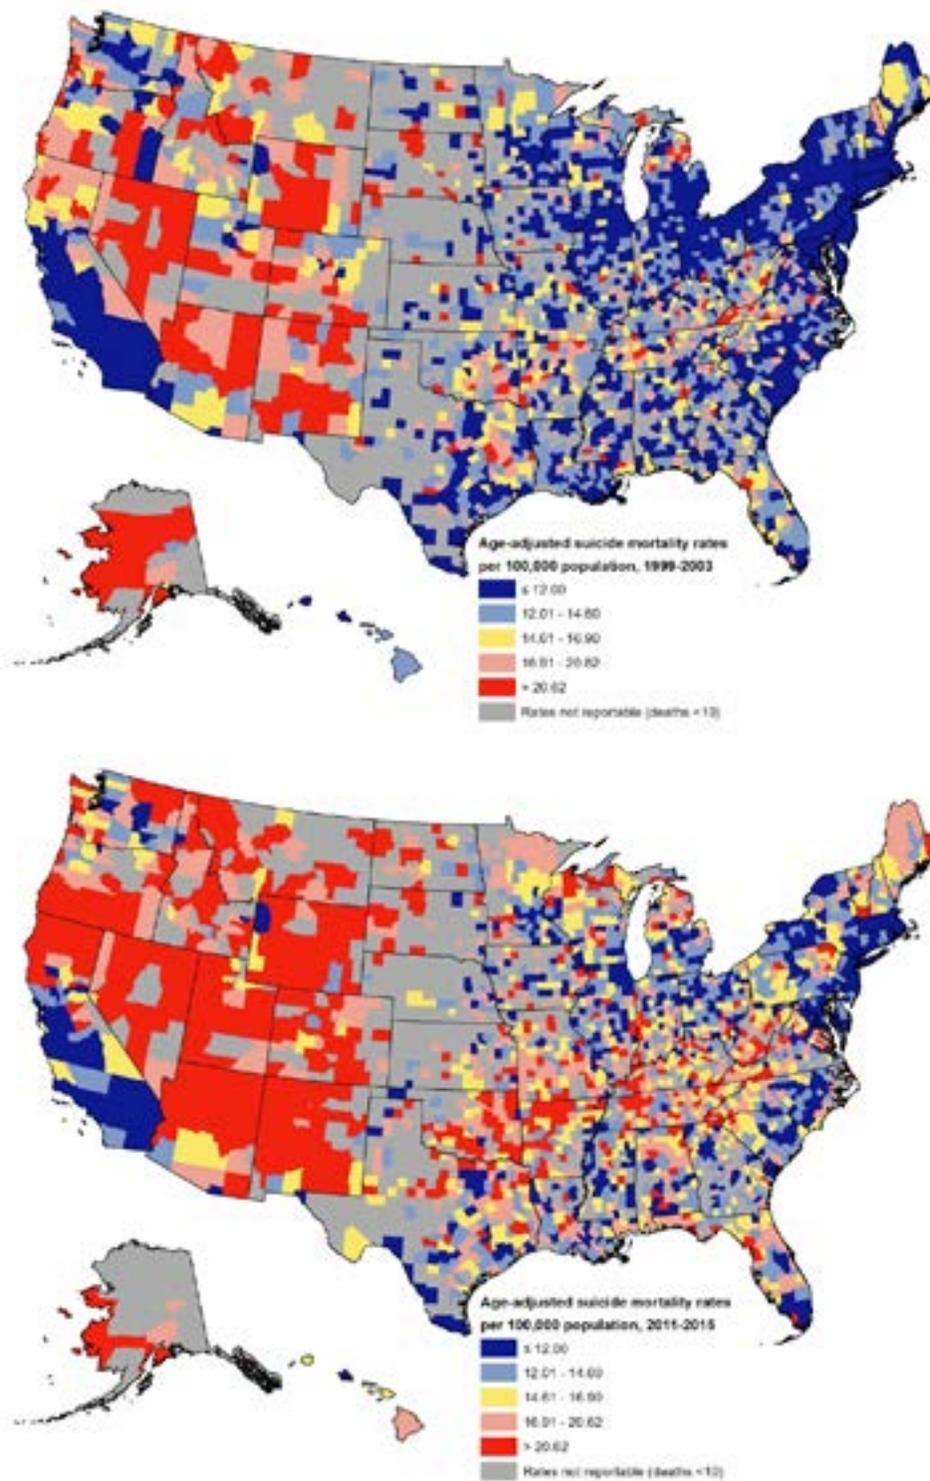 Age-adjusted suicide mortality rates
per 100,000 population, 1999-2003
≤ 12.00
12.01 - 14.60
14.61 - 16.90
16.91 - 20.62
> 20.62
Rates not reportable (deaths <10)
Age-adjusted suicide mortality rates
per 100,000 population, 2011-2015
≤ 12.00
12.01 - 14.60
14.61 - 16.90
16.91 - 20.62
> 20.62
Rates not reportable (deaths <10)